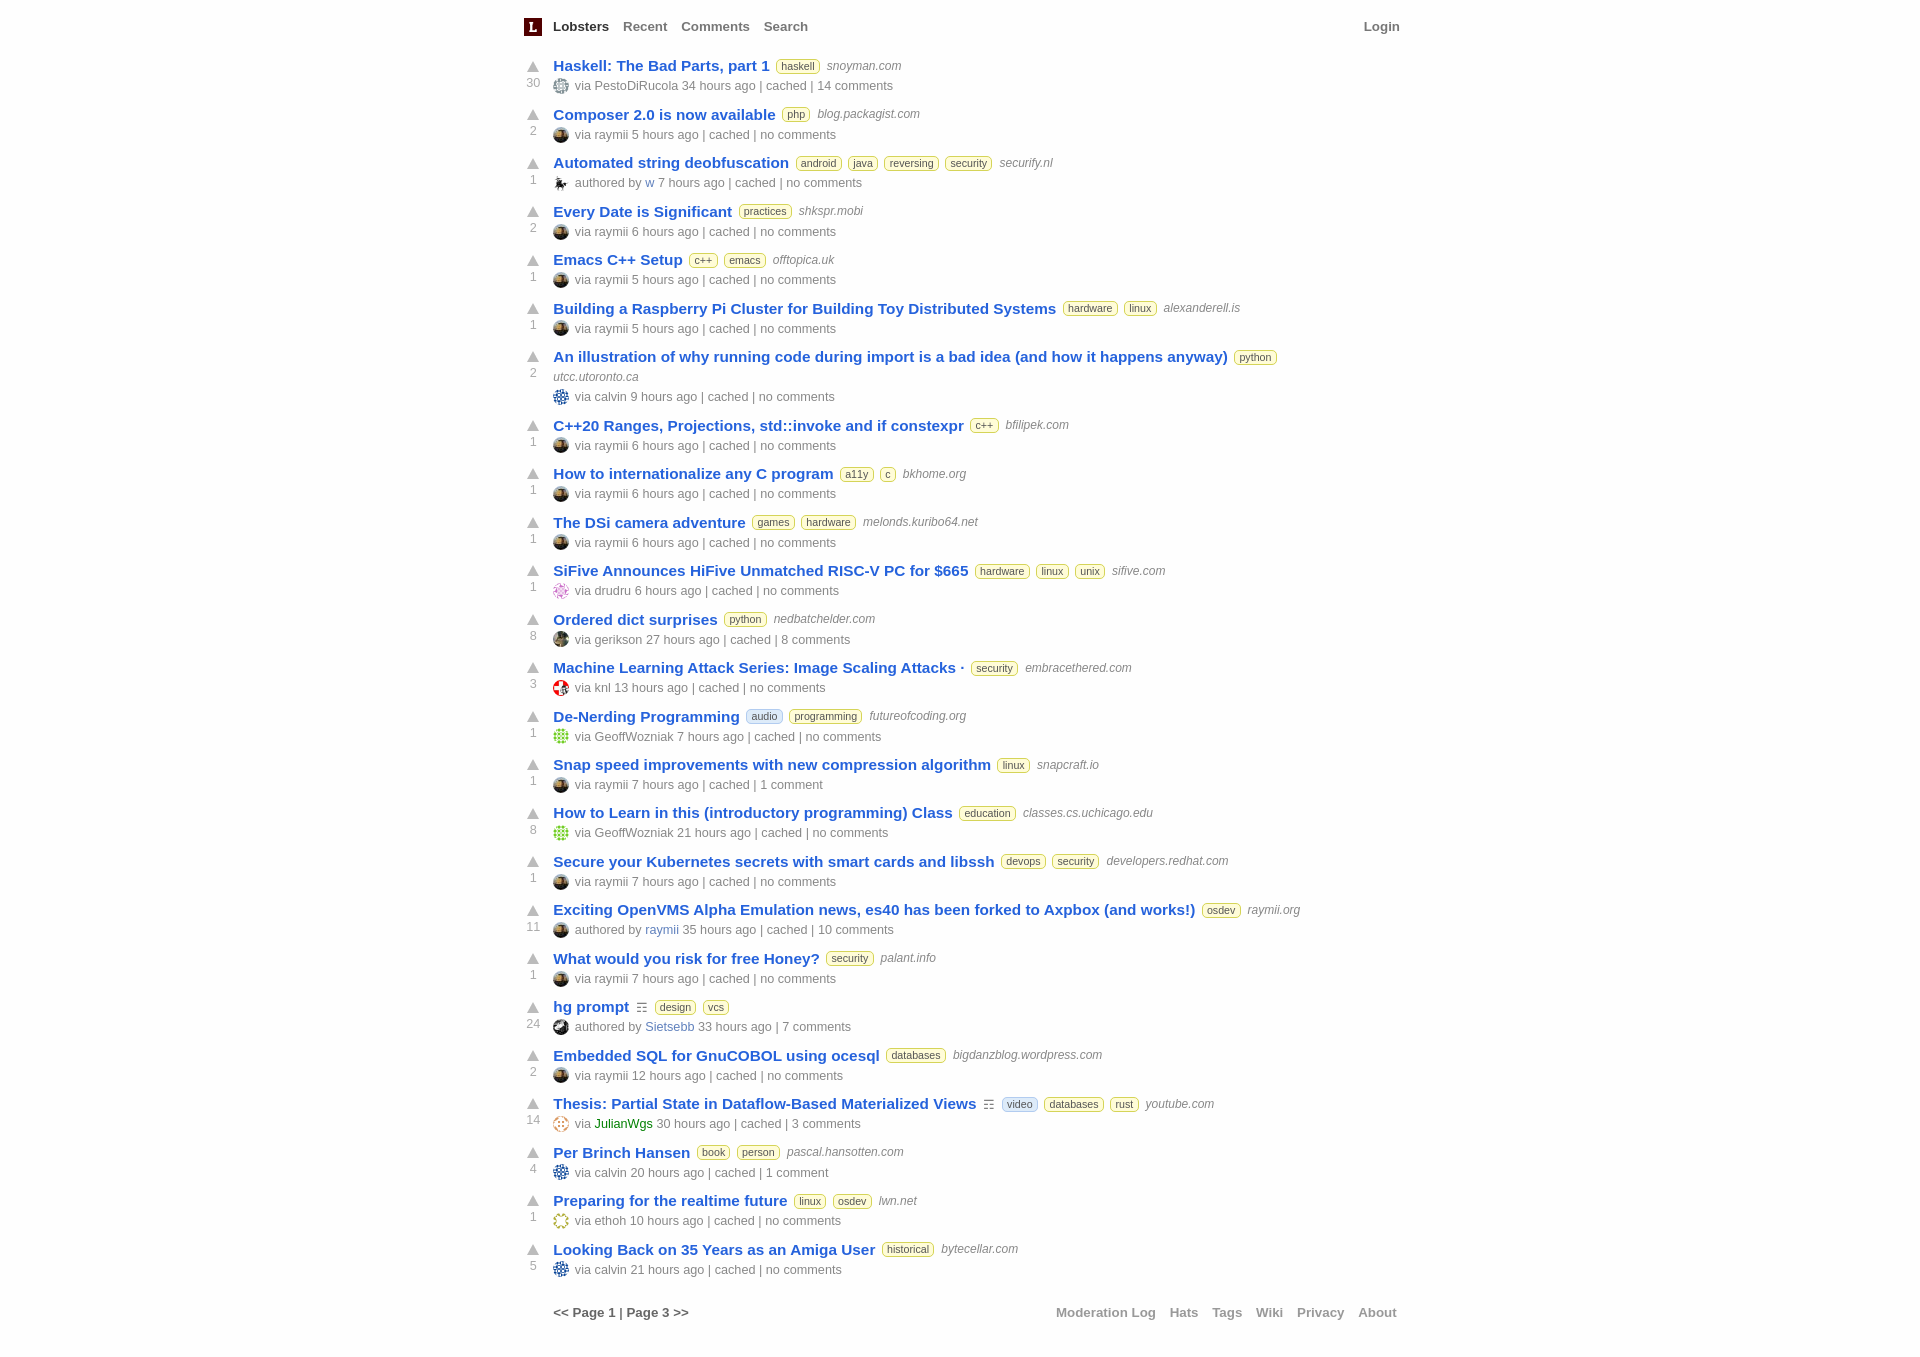 L Lobsters Recent Comments Search Login
Haskell: The Bad Parts, part 1 haskell snoyman.com
30
via PestoDiRucola 34 hours ago | cached | 14 comments
Composer 2.0 is now available php blog.packagist.com
2
via raymii 5 hours ago | cached | no comments
Automated string deobfuscation android java reversing security securify.nl
1
authored by w 7 hours ago | cached | no comments
Every Date is Significant practices shkspr.mobi
2
via raymii 6 hours ago | cached | no comments
Emacs C++ Setup c++ emacs offtopica.uk
1
via raymii 5 hours ago | cached | no comments
Building a Raspberry Pi Cluster for Building Toy Distributed Systems hardware linux alexanderell.is
1
via raymii 5 hours ago | cached | no comments
An illustration of why running code during import is a bad idea (and how it happens anyway) python
2
utcc.utoronto.ca
via calvin 9 hours ago | cached | no comments
C++20 Ranges, Projections, std::invoke and if constexpr c++ bfilipek.com
1
via raymii 6 hours ago | cached | no comments
How to internationalize any C program a11y c bkhome.org
1
via raymii 6 hours ago | cached | no comments
The DSi camera adventure games hardware melonds.kuribo64.net
1
via raymii 6 hours ago | cached | no comments
SiFive Announces HiFive Unmatched RISC-V PC for $665 hardware linux unix sifive.com
1
via drudru 6 hours ago | cached | no comments
Ordered dict surprises python nedbatchelder.com
8
via gerikson 27 hours ago | cached | 8 comments
Machine Learning Attack Series: Image Scaling Attacks · security embracethered.com
3
via knl 13 hours ago | cached | no comments
De-Nerding Programming audio programming futureofcoding.org
1
via GeoffWozniak 7 hours ago | cached | no comments
Snap speed improvements with new compression algorithm linux snapcraft.io
1
via raymii 7 hours ago | cached | 1 comment
How to Learn in this (introductory programming) Class education classes.cs.uchicago.edu
8
via GeoffWozniak 21 hours ago | cached | no comments
Secure your Kubernetes secrets with smart cards and libssh devops security developers.redhat.com
1
via raymii 7 hours ago | cached | no comments
Exciting OpenVMS Alpha Emulation news, es40 has been forked to Axpbox (and works!) osdev raymii.org
11
authored by raymii 35 hours ago | cached | 10 comments
What would you risk for free Honey? security palant.info
1
via raymii 7 hours ago | cached | no comments
hg prompt ☶ design vcs
24
authored by Sietsebb 33 hours ago | 7 comments
Embedded SQL for GnuCOBOL using ocesql databases bigdanzblog.wordpress.com
2
via raymii 12 hours ago | cached | no comments
Thesis: Partial State in Dataflow-Based Materialized Views ☶ video databases rust youtube.com
14
via JulianWgs 30 hours ago | cached | 3 comments
Per Brinch Hansen book person pascal.hansotten.com
4
via calvin 20 hours ago | cached | 1 comment
Preparing for the realtime future linux osdev lwn.net
1
via ethoh 10 hours ago | cached | no comments
Looking Back on 35 Years as an Amiga User historical bytecellar.com
5
via calvin 21 hours ago | cached | no comments
<< Page 1 | Page 3 >> Moderation Log Hats Tags Wiki Privacy About